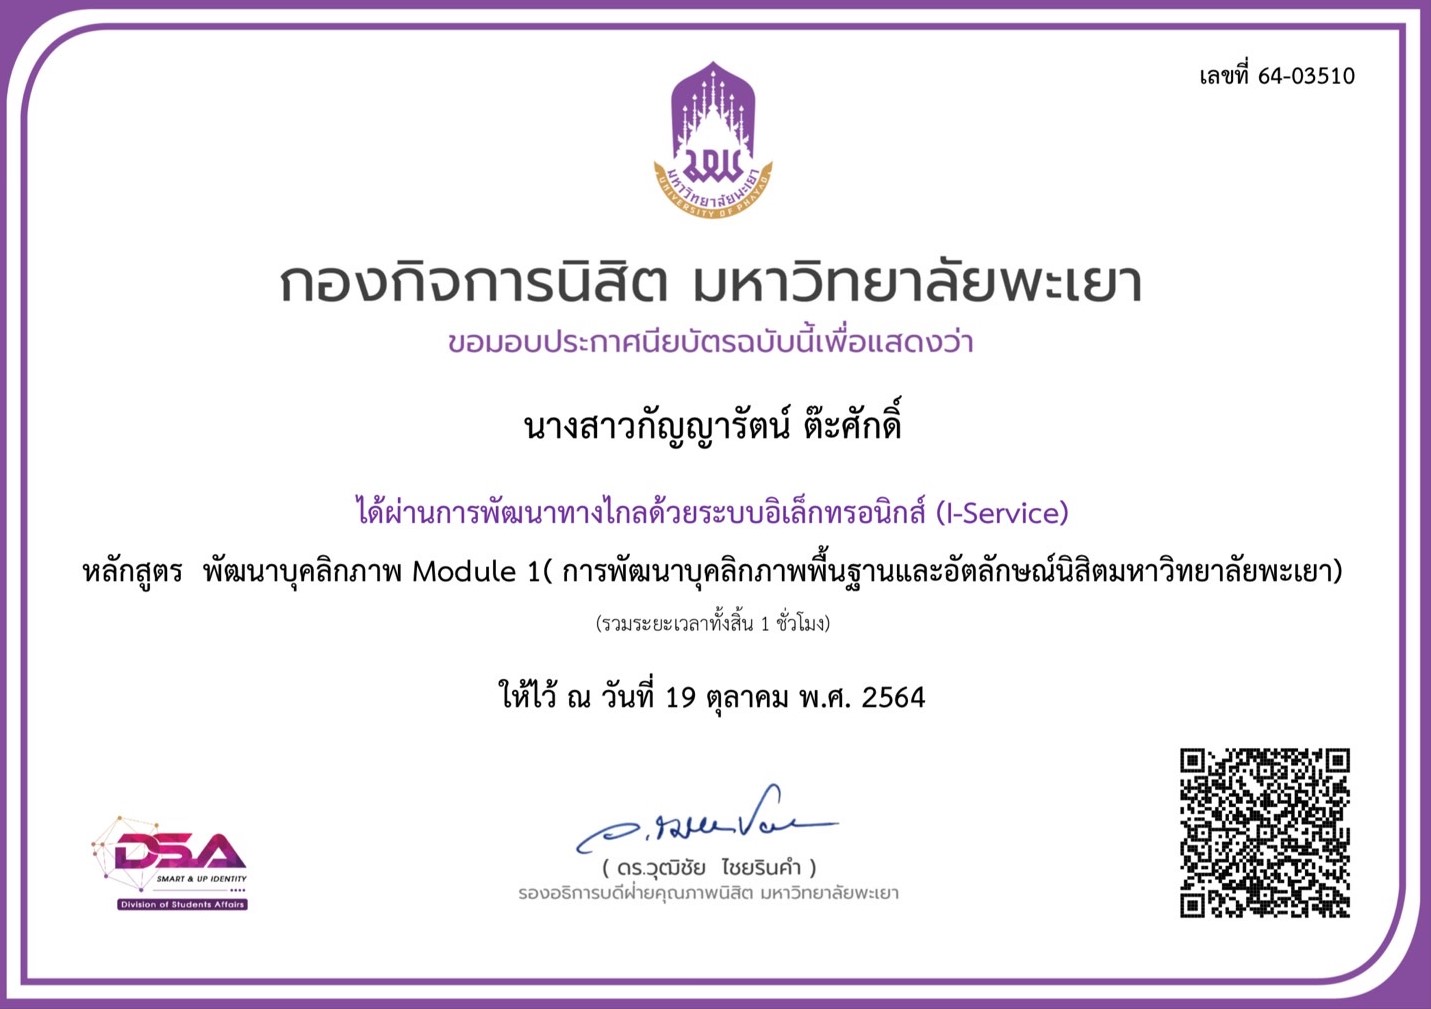 เลขที่ 64-03510
มหาวิทยาลัยพะเยา
UNIVERSITY OF PHAYAO
กองกิจการนิสิต มหาวิทยาลัยพะเยา
ขอมอบประกาศนียบัตรฉบับนี้เพื่อแสดงว่า
นางสาวกัญญารัตน์ ต๊ะศักดิ์
ได้ผ่านการพัฒนาทางไกลด้วยระบบอิเล็กทรอนิกส์ (I-Service)
หลักสูตร พัฒนาบุคลิกภาพ Module 1( การพัฒนาบุคลิกภาพพื้นฐานและอัตลักษณ์นิสิตมหาวิทยาลัยพะเยา)
(รวมระยะเวลาทั้งสิ้น 1 ชั่วโมง)
ให้ไว้ ณ วันที่ 19 ตุลาคม พ.ศ. 2564
( ดร.วุฒิชัย ไชยรินคำ )
รองอธิการบดีฝ่ายคุณภาพนิสิต มหาวิทยาลัยพะเยา
DSA
SMART & UP IDENTITY
Division of Students Affairs